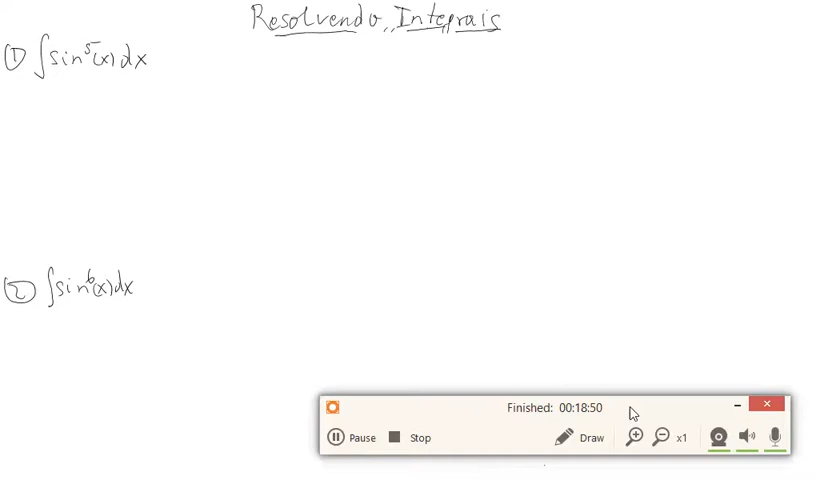 Resolvendo Integrais
① ∫sin⁵(x)dx
② ∫sin⁶(x)dx
Finished: 00:18:50
Pause Stop Draw x1